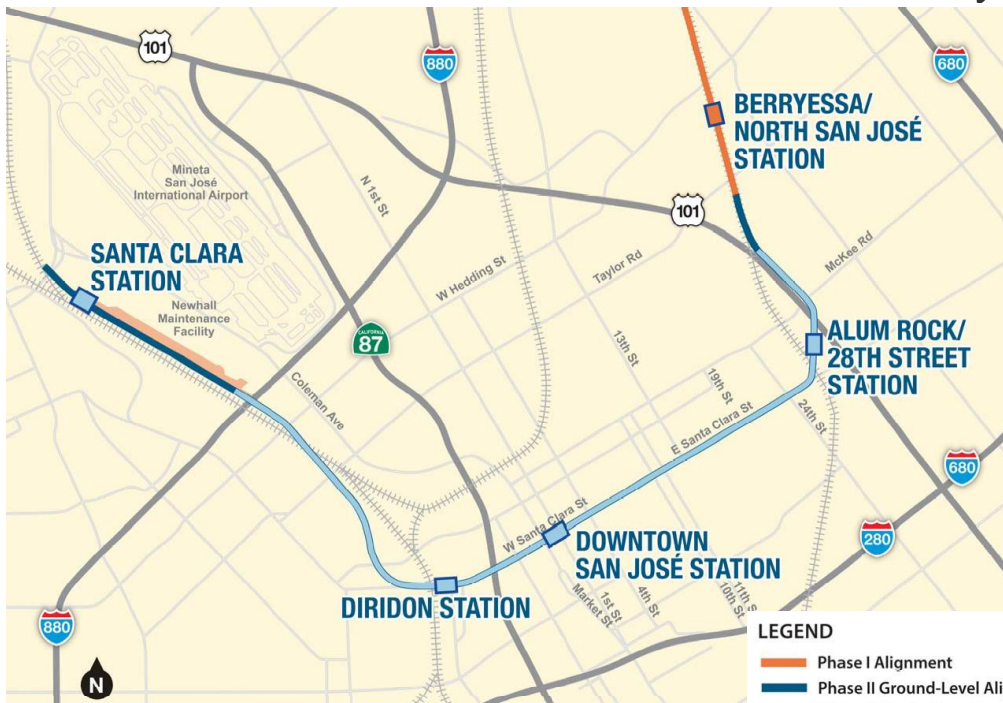 101
880
680
BERRYESSA/
NORTH SAN JOSÉ
STATION
Mineta
San José
International Airport
N 1st St
101
SANTA CLARA
STATION
W Hedding St
Taylor Rd
McKee Rd
Newhall
Maintenance
Facility
CALIFORNIA
87
13th St
ALUM ROCK/
28TH STREET
STATION
Coleman Ave
19th St
24th St
E Santa Clara St
680
W Santa Clara St
280
DOWNTOWN
SAN JOSÉ STATION
DIRIDON STATION
Market St
1st St
4th St
11th St
10th St
880
N
LEGEND
Phase I Alignment
Phase II Ground-Level Ali